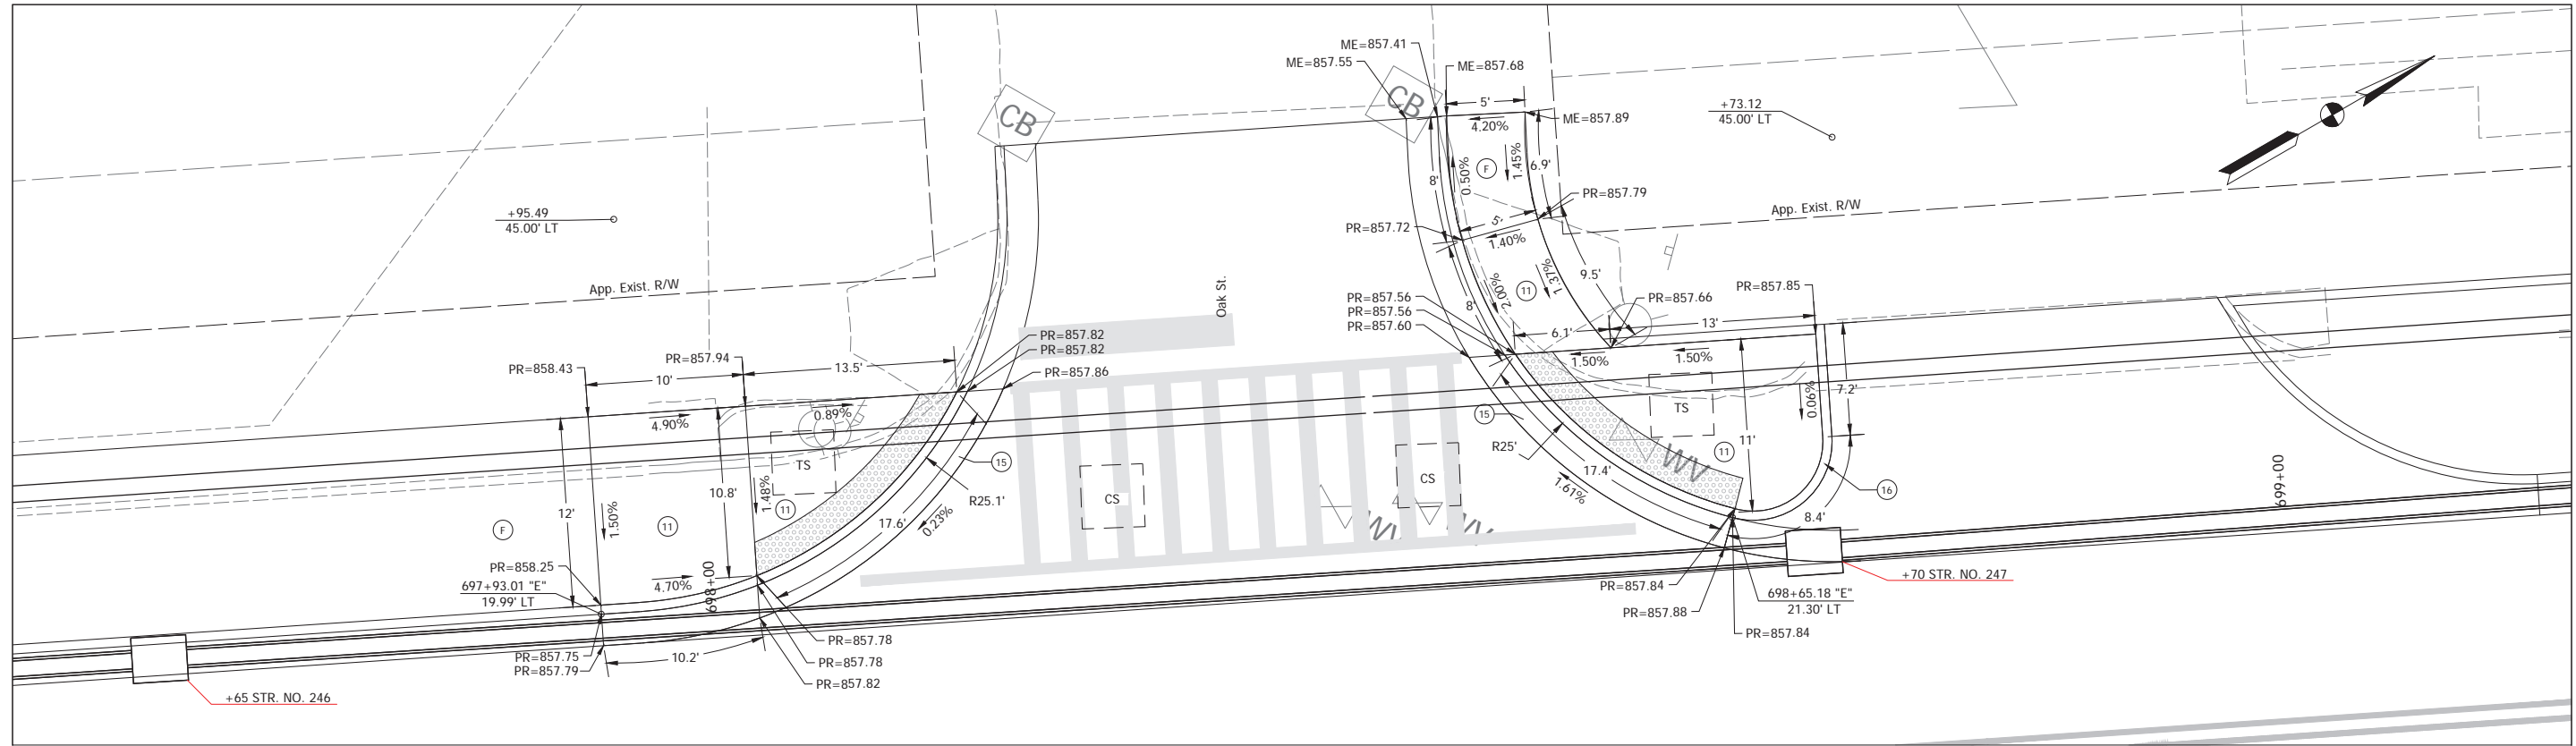 ME=857.41
ME=857.55
ME=857.68
CB
CB
5'
4.20%
ME=857.89
+73.12
45.00' LT
8'
0.50%
F
1.45%
6.9'
PR=857.79
+95.49
45.00' LT
App. Exist. R/W
PR=857.72
5'
1.40%
App. Exist. R/W
Oak St.
8'
2.00%
11
1.37%
9.5'
PR=857.85
PR=857.56
PR=857.56
PR=857.60
PR=857.66
6.1'
13'
1.50%
1.50%
PR=857.82
PR=857.82
PR=857.86
PR=858.43
PR=857.94
10'
13.5'
4.90%
0.89%
TS
12'
1.50%
10.8'
1.48%
11
11
F
15
R25.1'
17.6'
0.23%
CS
CS
15
R25'
17.4'
1.61%
TS
11'
0.06%
7.2'
11
WV
WV
WV
16
8.4'
699+00
PR=858.25
697+93.01 "E"
19.99' LT
4.70%
698+00
PR=857.84
PR=857.88
698+65.18 "E"
21.30' LT
PR=857.84
+70 STR. NO. 247
PR=857.75
PR=857.79
10.2'
PR=857.78
PR=857.78
PR=857.82
+65 STR. NO. 246